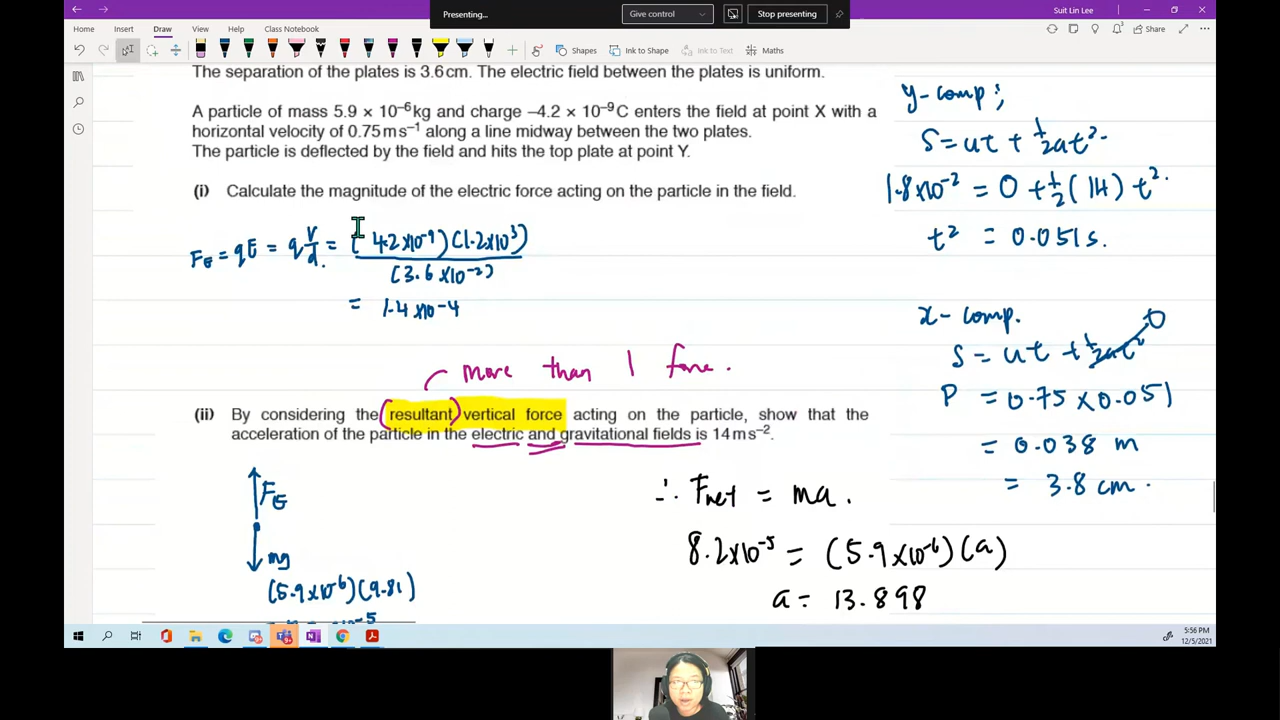 Presenting...
Give control
Stop presenting
Suit Lin Lee
Home
Insert
Draw
View
Help
Class Notebook
Share
Shapes
Ink to Shape
Ink to Text
Maths
The separation of the plates is 3.6 cm. The electric field between the plates is uniform.
A particle of mass 5.9 × 10⁻⁶ kg and charge −4.2 × 10⁻⁹ C enters the field at point X with a
horizontal velocity of 0.75 m s⁻¹ along a line midway between the two plates.
The particle is deflected by the field and hits the top plate at point Y.
(i) Calculate the magnitude of the electric force acting on the particle in the field.
F_E = qE = q V/d = (4.2×10⁻⁹)(1.2×10³)
(3.6×10⁻²)
= 1.4×10⁻⁴
more than 1 force.
(ii) By considering the (resultant) vertical force acting on the particle, show that the
acceleration of the particle in the electric and gravitational fields is 14 m s⁻².
F_E
mg
(5.9×10⁻⁶)(9.81)
∴ Fnet = ma.
8.2×10⁻⁵ = (5.9×10⁻⁶)(a)
a = 13.898
y-comp;
S = ut + ½at².
1.8×10⁻² = 0 + ½(14) t².
t² = 0.051s.
x-comp.
0
S = ut + ½at²
P = 0.75 × 0.051
= 0.038 m
= 3.8 cm.
5:56 PM
12/5/2021